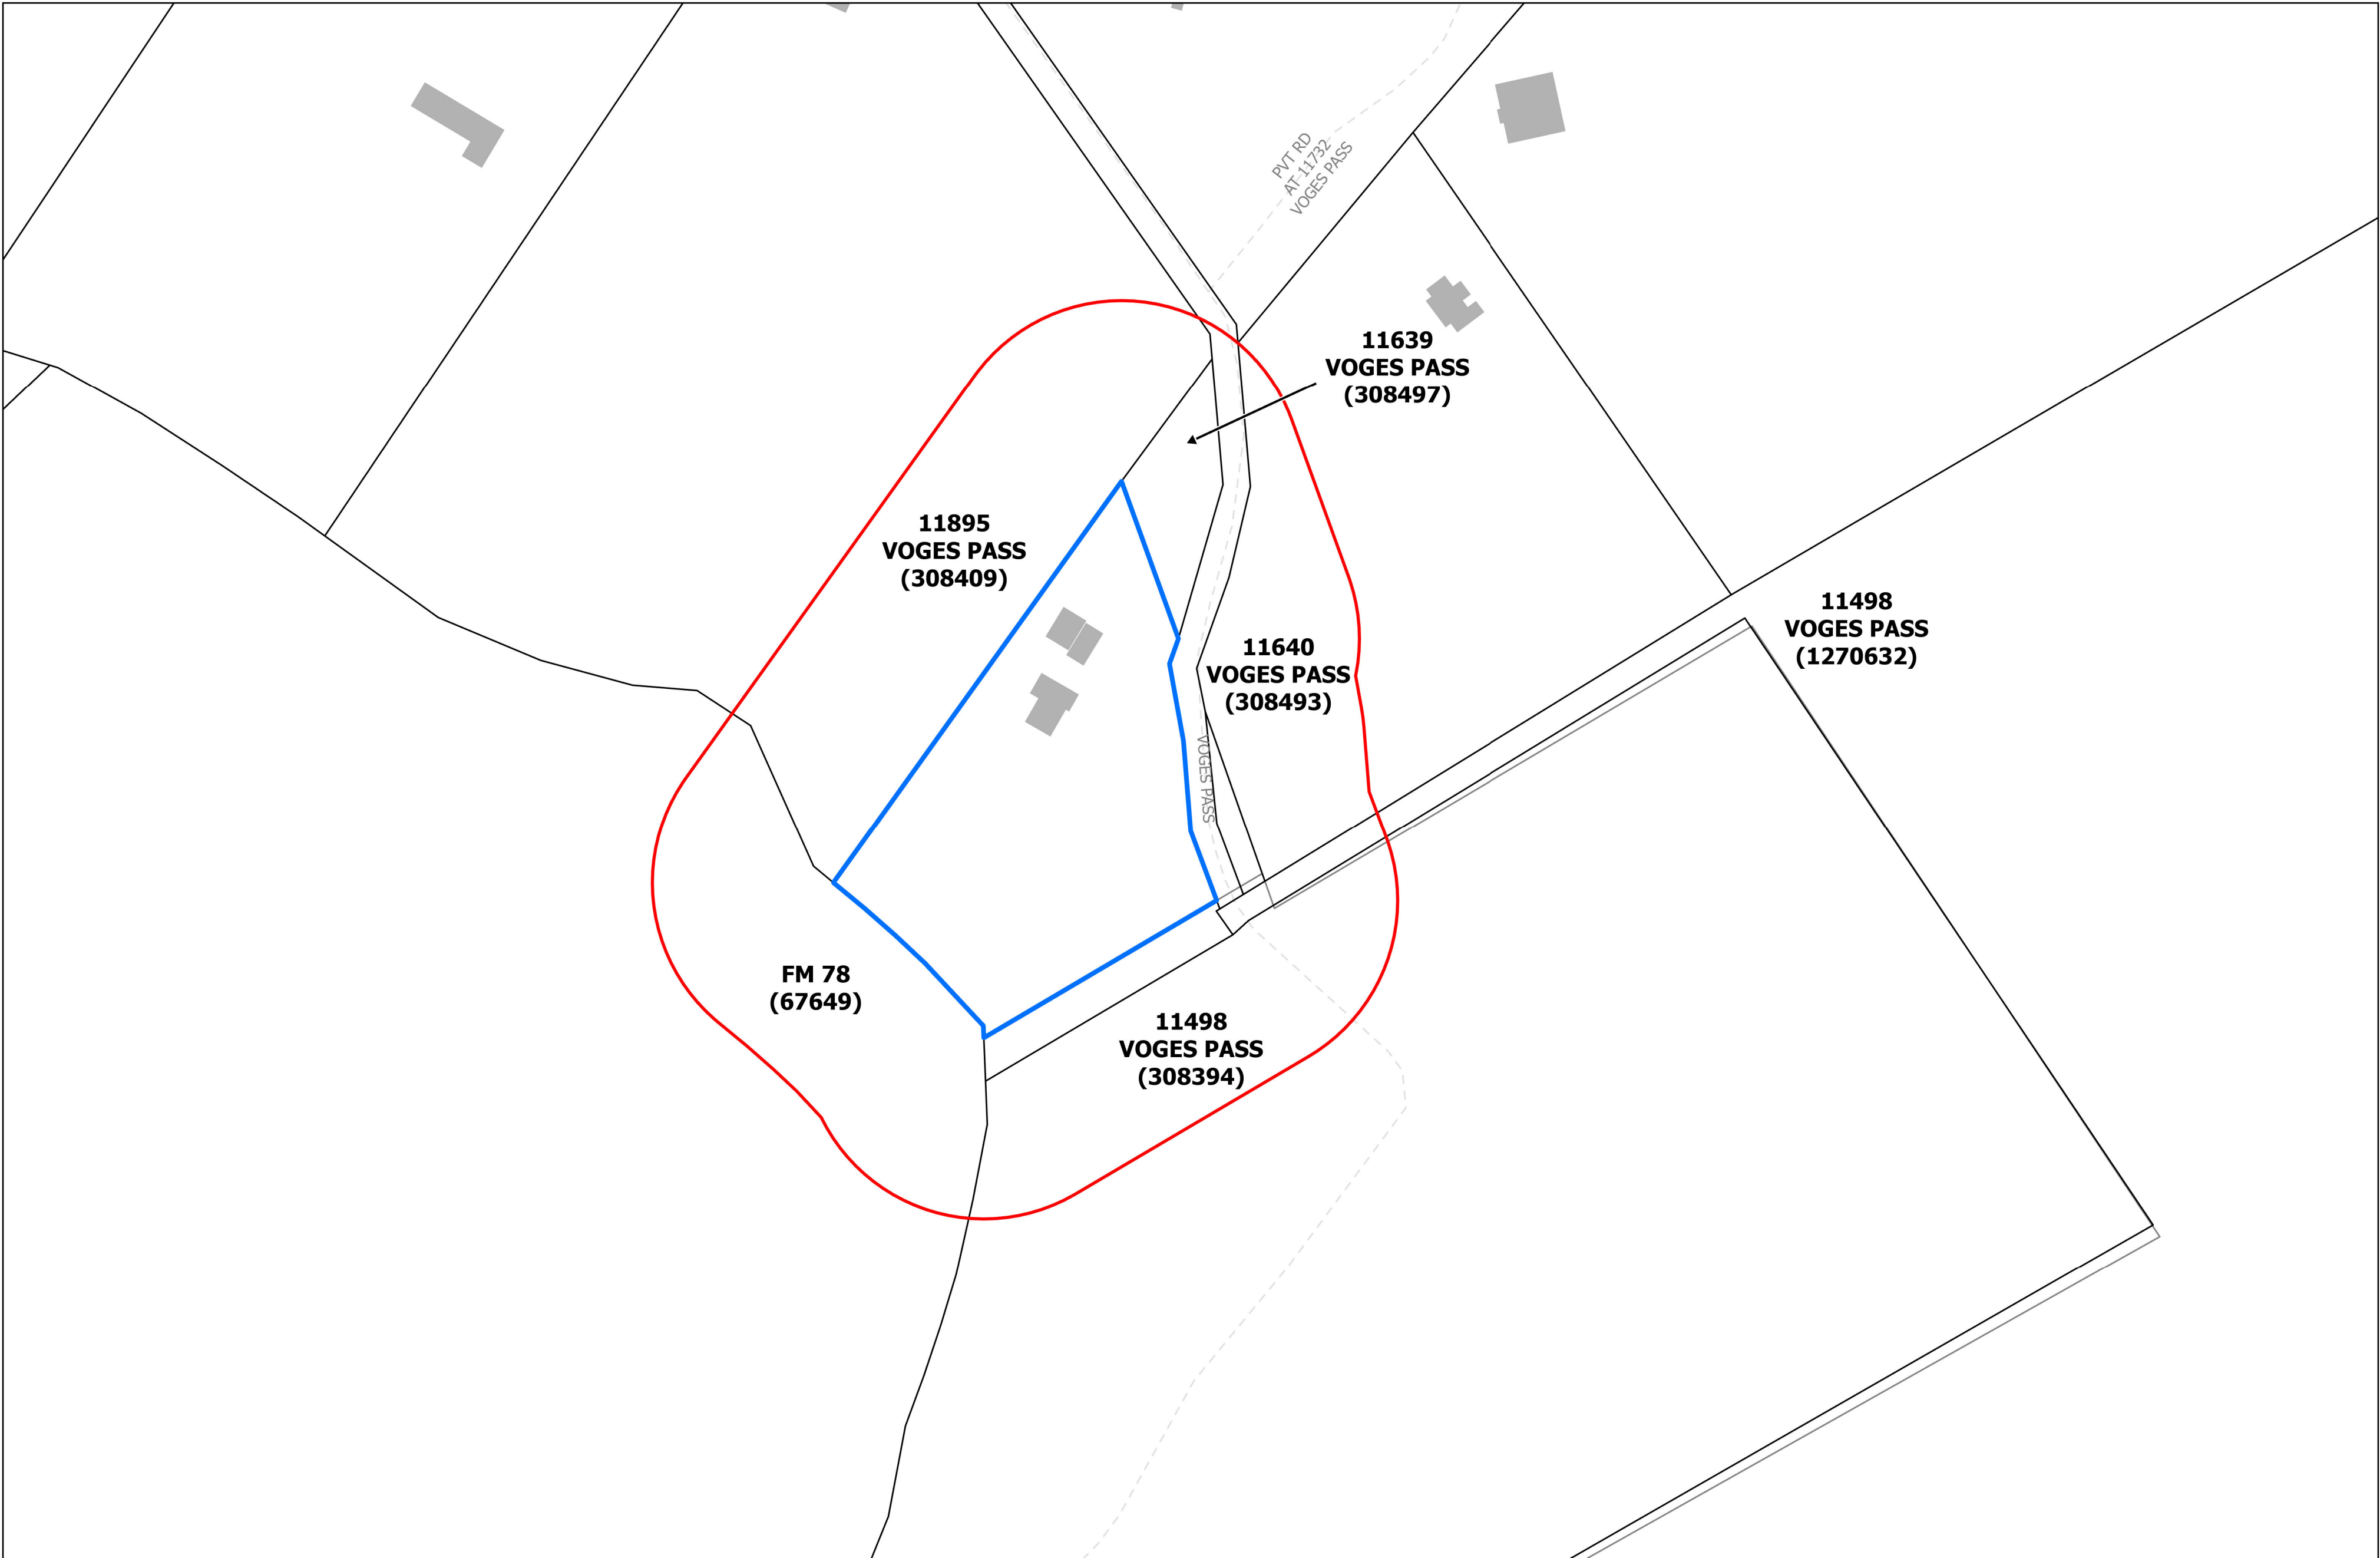 PVT RD
AT 11732
VOGES PASS
11639
VOGES PASS
(308497)
11895
VOGES PASS
(308409)
11498
VOGES PASS
(1270632)
11640
VOGES PASS
(308493)
VOGES PASS
FM 78
(67649)
11498
VOGES PASS
(308394)